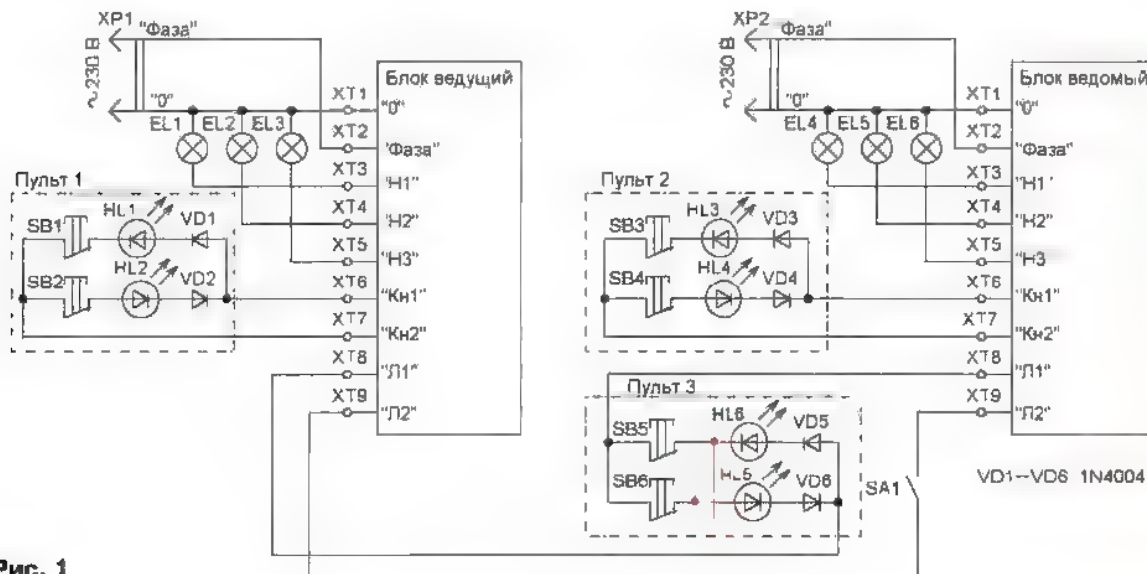 XP1 "Фаза"
~230 В
"0"
EL1 EL2 EL3
Блок ведущий
XT1 "0"
XT2 "Фаза"
XT3 "Н1"
XT4 "Н2"
XT5 "Н3"
XT6 "Кн1"
XT7 "Кн2"
XT8 "Л1"
XT9 "Л2"
Пульт 1
SB1 HL1 VD1
SB2 HL2 VD2
XP2 Фаза"
~230 В
"0"
EL4 EL5 EL6
Блок ведомый
XT1 "0"
XT2 "Фаза"
XT3 "Н1"
XT4 "Н2"
XT5 "Н3
XT6 "Кн1"
XT7 "Кн2"
XT8 "Л1"
XT9 "Л2"
Пульт 2
SB3 HL3 VD3
SB4 HL4 VD4
Пульт 3
SB5 HL6 VD5
SB6 HL5 VD6
SA1
VD1--VD6 1N4004
Рис. 1